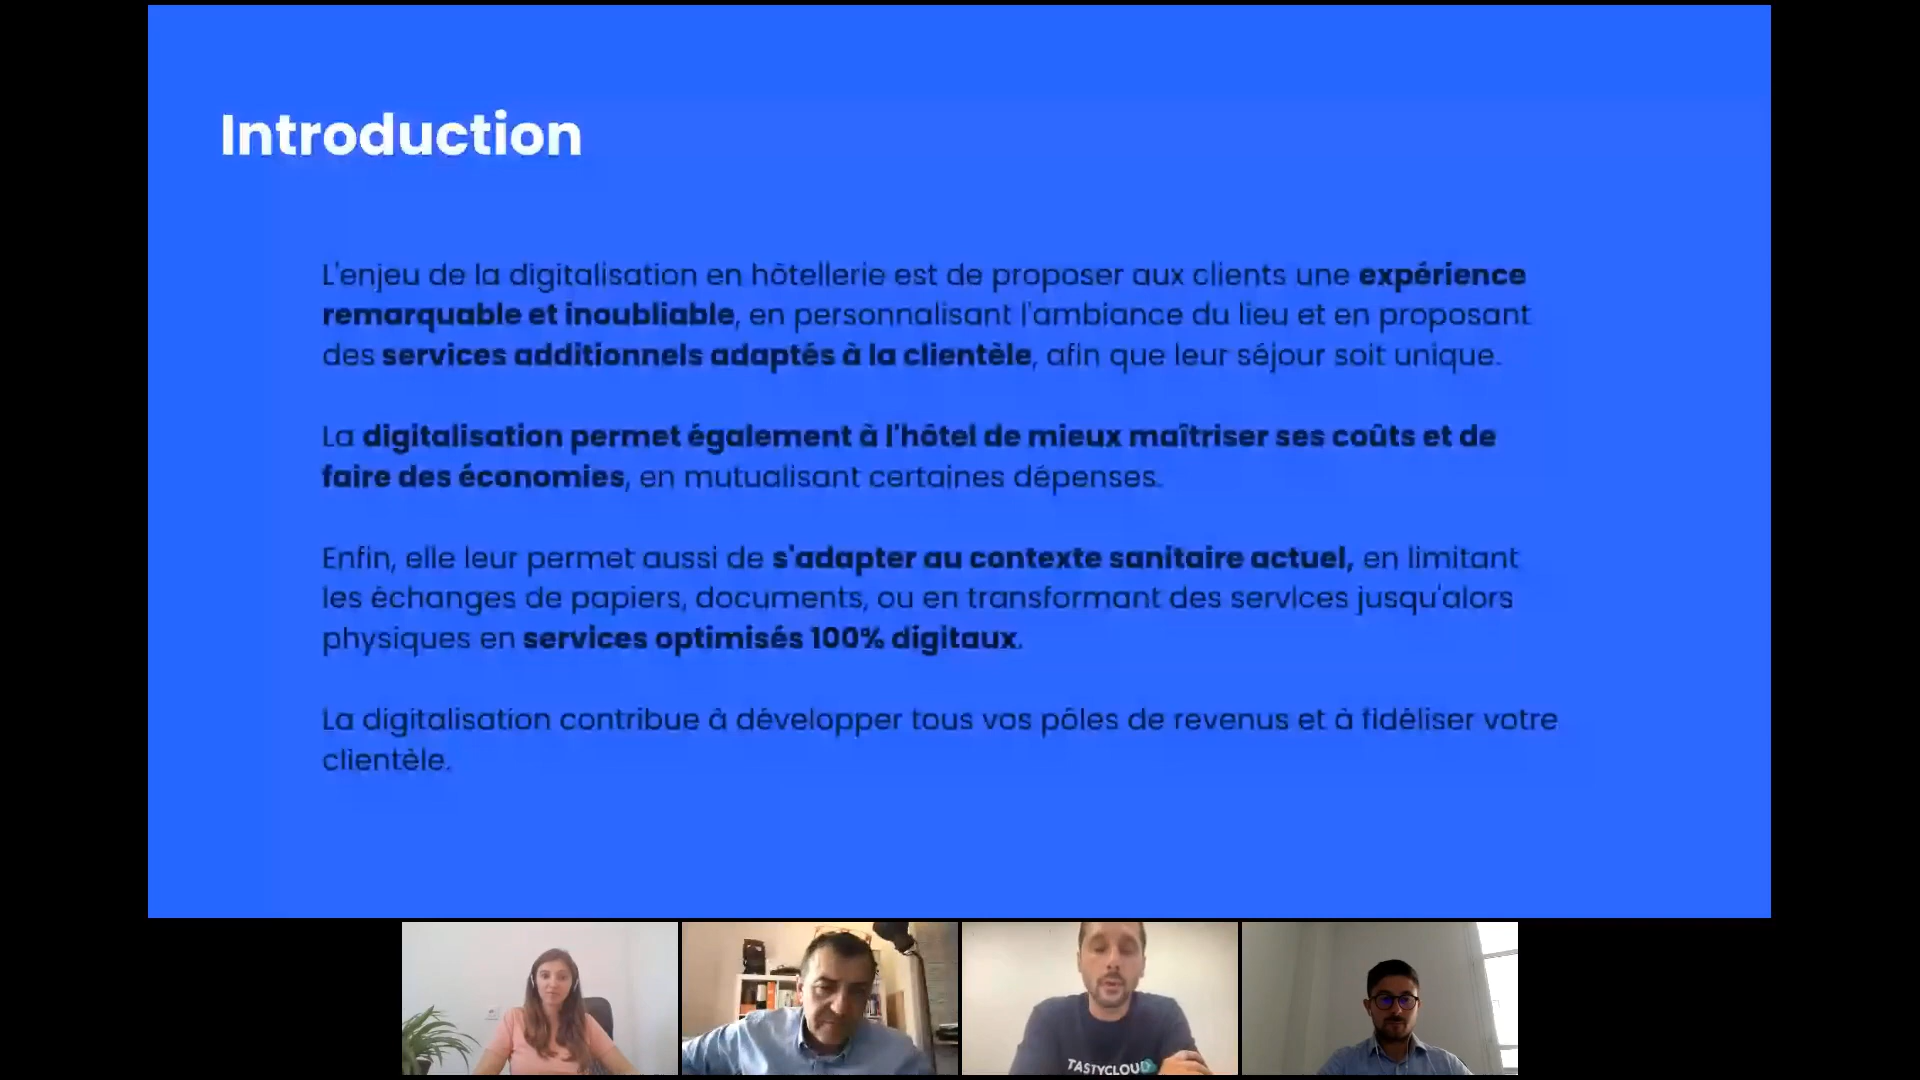 Introduction
L'enjeu de la digitalisation en hôtellerie est de proposer aux clients une expérience
remarquable et inoubliable, en personnalisant l'ambiance du lieu et en proposant
des services additionnels adaptés à la clientèle, afin que leur séjour soit unique.
La digitalisation permet également à l'hôtel de mieux maîtriser ses coûts et de
faire des économies, en mutualisant certaines dépenses.
Enfin, elle leur permet aussi de s'adapter au contexte sanitaire actuel, en limitant
les échanges de papiers, documents, ou en transformant des services jusqu'alors
physiques en services optimisés 100% digitaux.
La digitalisation contribue à développer tous vos pôles de revenus et à fidéliser votre
clientèle.
TASTYCLOUD